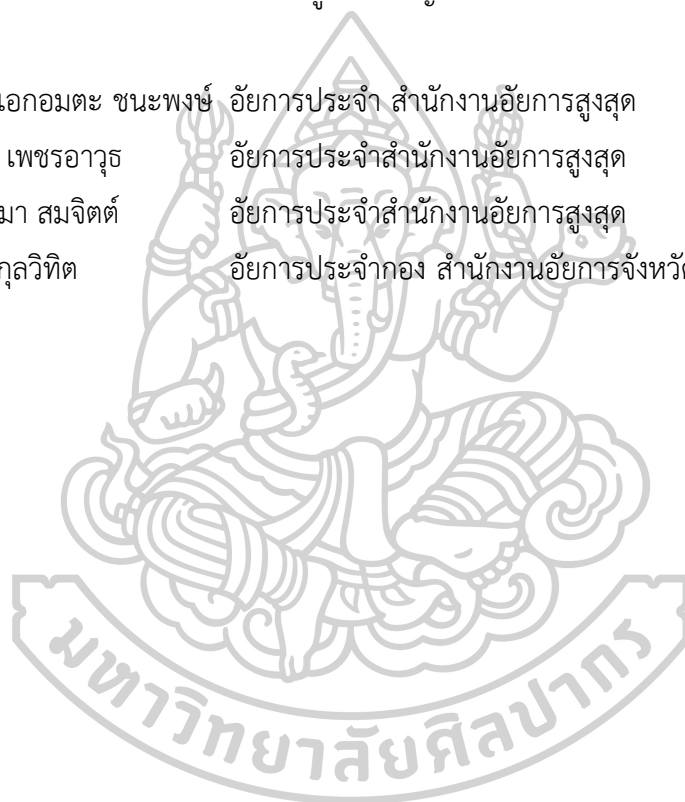 เอกอมตะ ชนะพงษ์ อัยการประจำ สำนักงานอัยการสูงสุด
เพชรอาวุธ อัยการประจำสำนักงานอัยการสูงสุด
มา สมจิตต์ อัยการประจำสำนักงานอัยการสูงสุด
กุลวิทิต อัยการประจำกอง สำนักงานอัยการจังหวัด
มหาวิทยาลัยศิลปากร